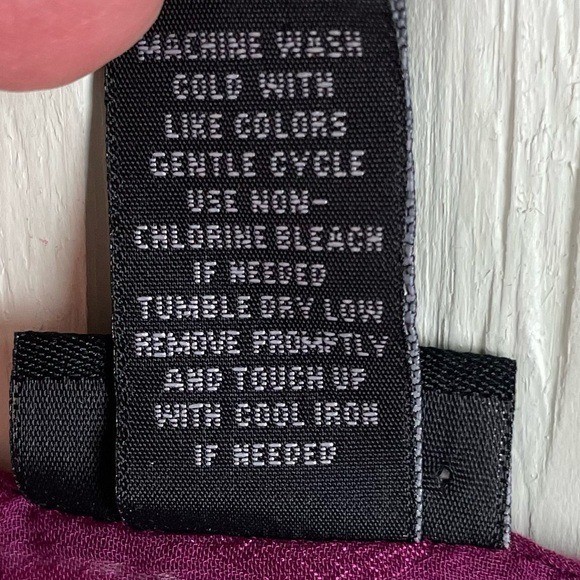 MACHINE WASH
COLD WITH
LIKE COLORS
GENTLE CYCLE
USE NON-
CHLORINE BLEACH
IF NEEDED
TUMBLE DRY LOW
REMOVE PROMPTLY
AND TOUCH UP
WITH COOL IRON
IF NEEDED